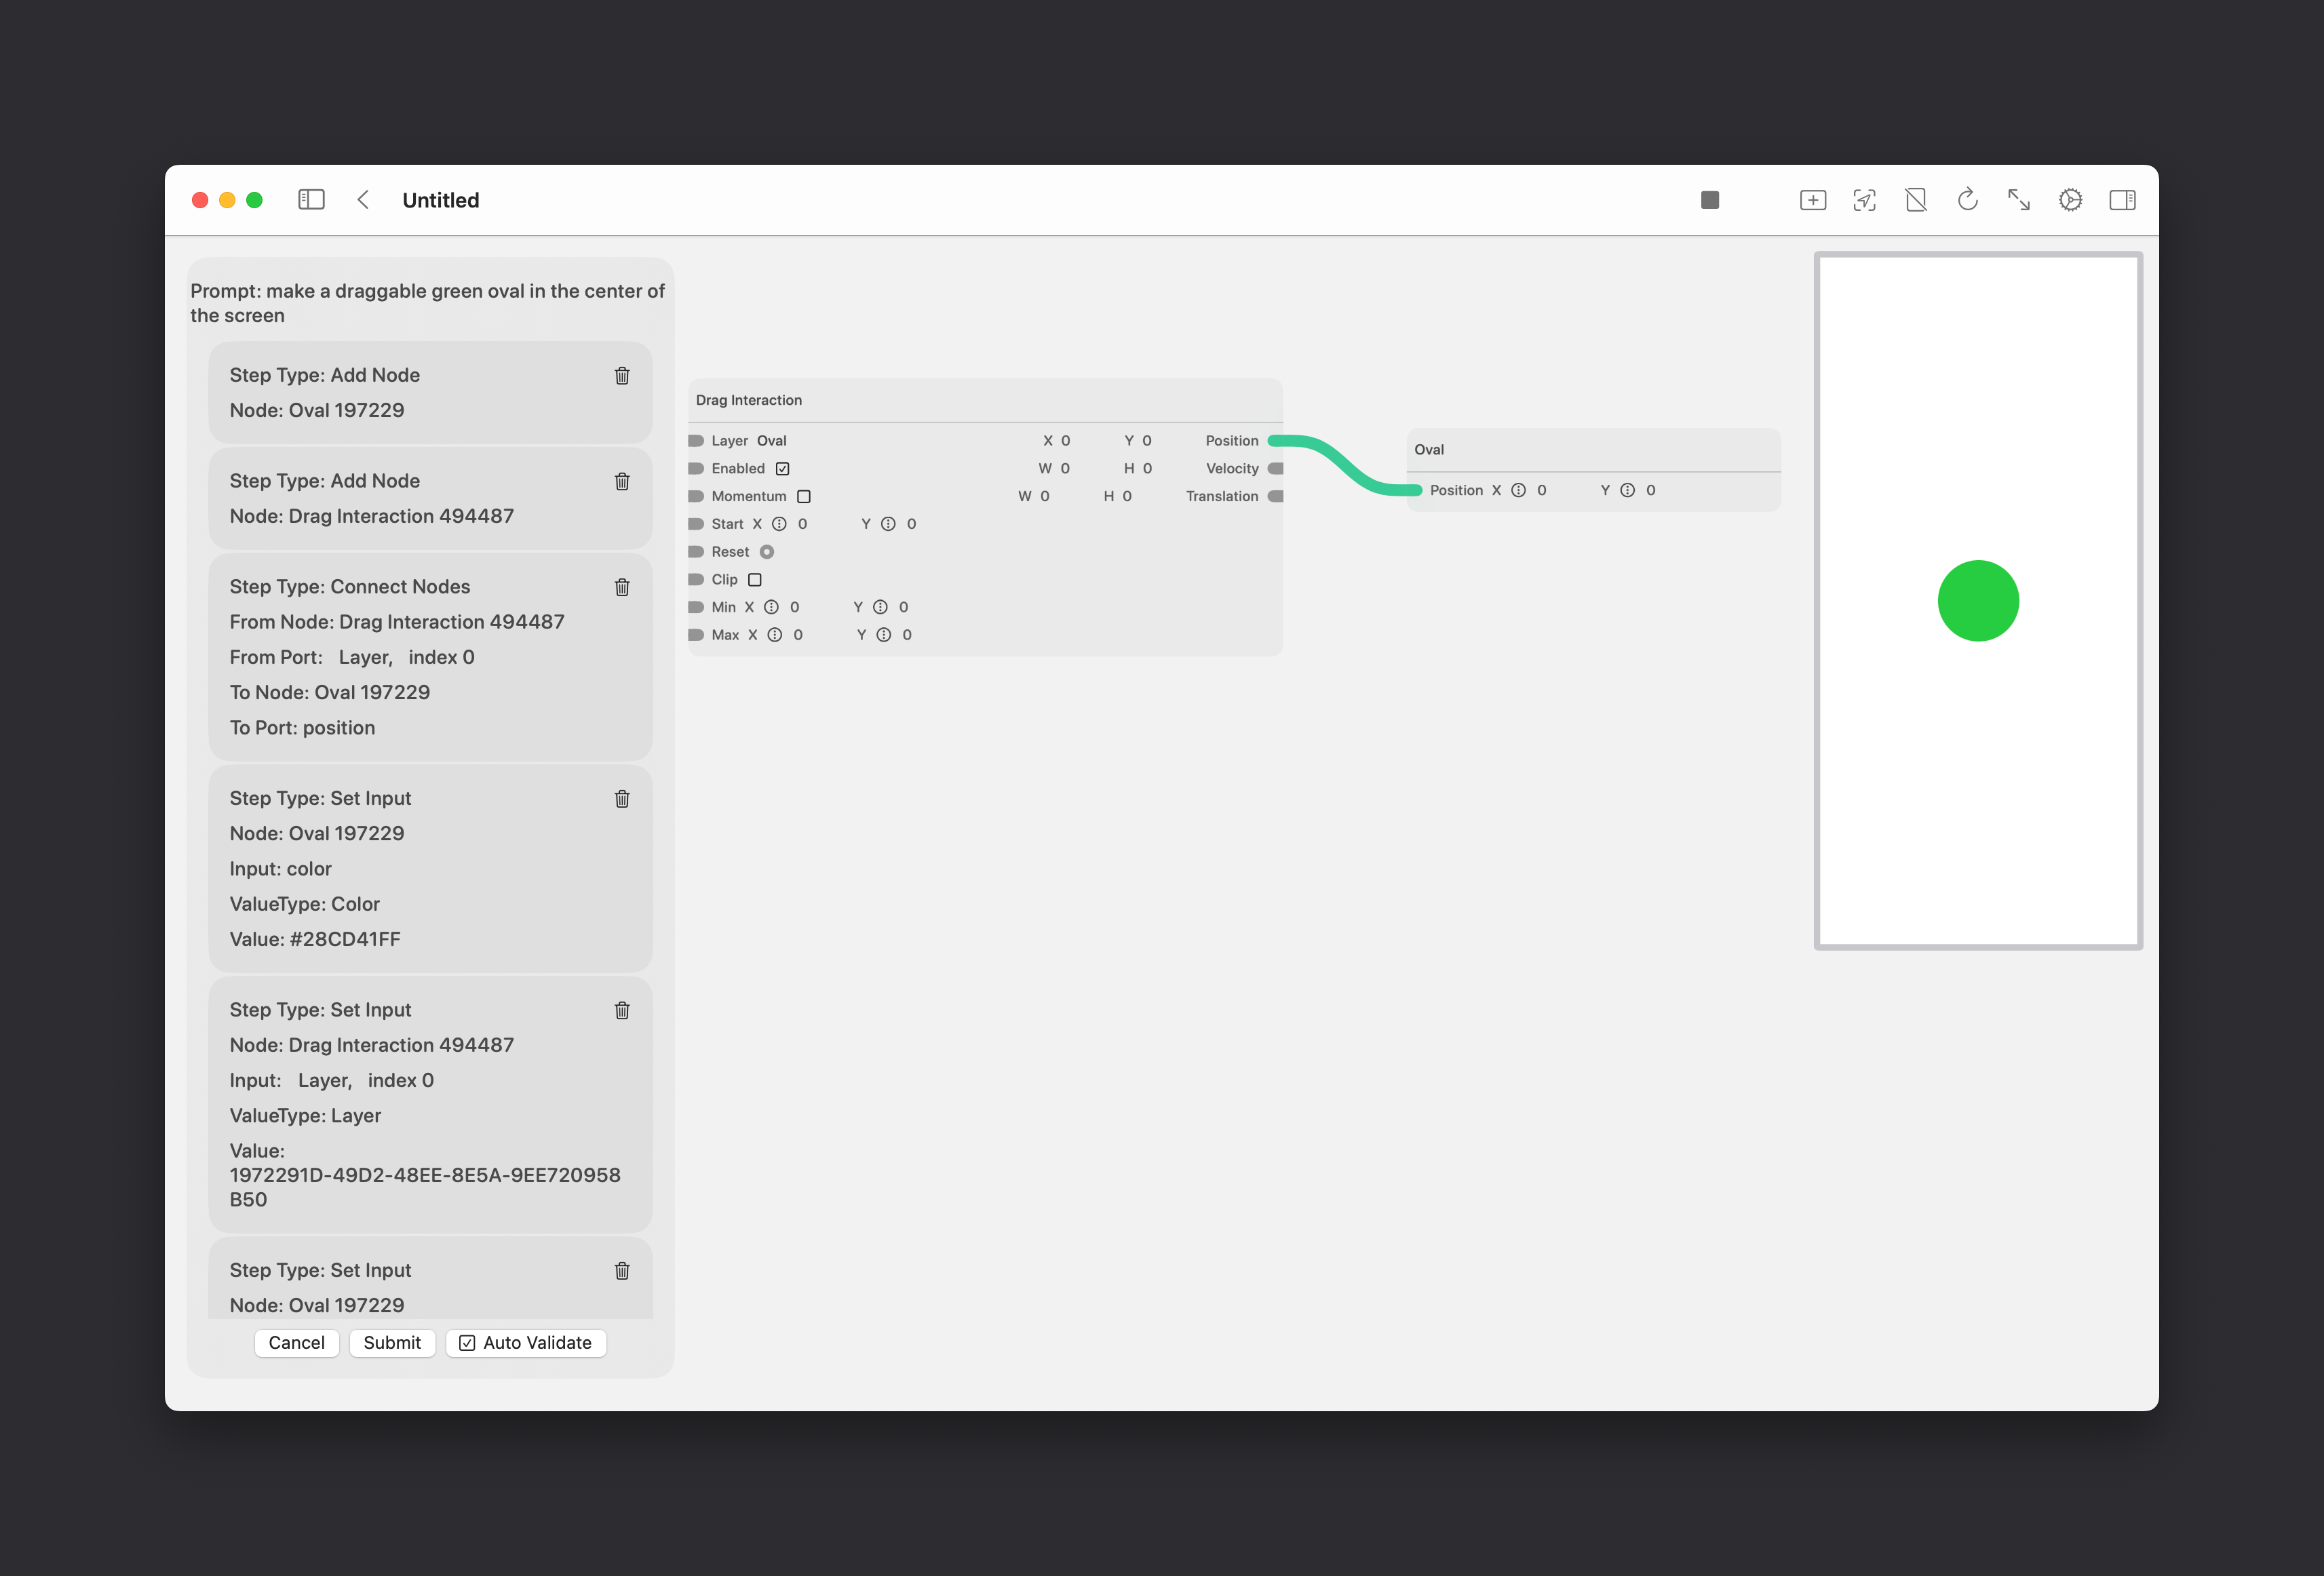 Untitled
Prompt: make a draggable green oval in the center of
the screen
Step Type: Add Node
Node: Oval 197229
Step Type: Add Node
Node: Drag Interaction 494487
Step Type: Connect Nodes
From Node: Drag Interaction 494487
From Port: Layer, index 0
To Node: Oval 197229
To Port: position
Step Type: Set Input
Node: Oval 197229
Input: color
ValueType: Color
Value: #28CD41FF
Step Type: Set Input
Node: Drag Interaction 494487
Input: Layer, index 0
ValueType: Layer
Value:
1972291D-49D2-48EE-8E5A-9EE720958
B50
Step Type: Set Input
Node: Oval 197229
Cancel Submit Auto Validate
Drag Interaction
Layer Oval X 0 Y 0 Position
Enabled W 0 H 0 Velocity
Momentum W 0 H 0 Translation
Start X 0 Y 0
Reset
Clip
Min X 0 Y 0
Max X 0 Y 0
Oval
Position X 0 Y 0